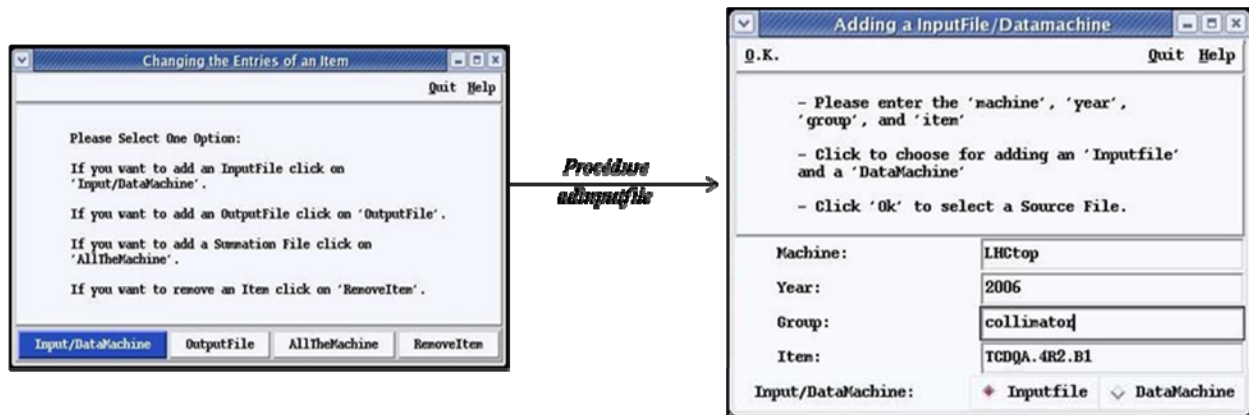 Changing the Entries of an Item
Quit Help
Please Select One Option:
If you want to add an InputFile click on
'Input/DataMachine'.
If you want to add an OutputFile click on 'OutputFile'.
If you want to add a Summation File click on
'AllTheMachine'.
If you want to remove an Item click on 'RemoveItem'.
Input/DataMachine OutputFile AllTheMachine RemoveItem
Procédure
adinputfile
Adding a InputFile/Datamachine
O.K. Quit Help
- Please enter the 'machine', 'year',
'group', and 'item'
- Click to choose for adding an 'Inputfile'
and a 'DataMachine'
- Click 'Ok' to select a Source File.
Machine: LHCtop
Year: 2006
Group: collimator
Item: TCDQA.4R2.B1
Input/DataMachine: Inputfile DataMachine